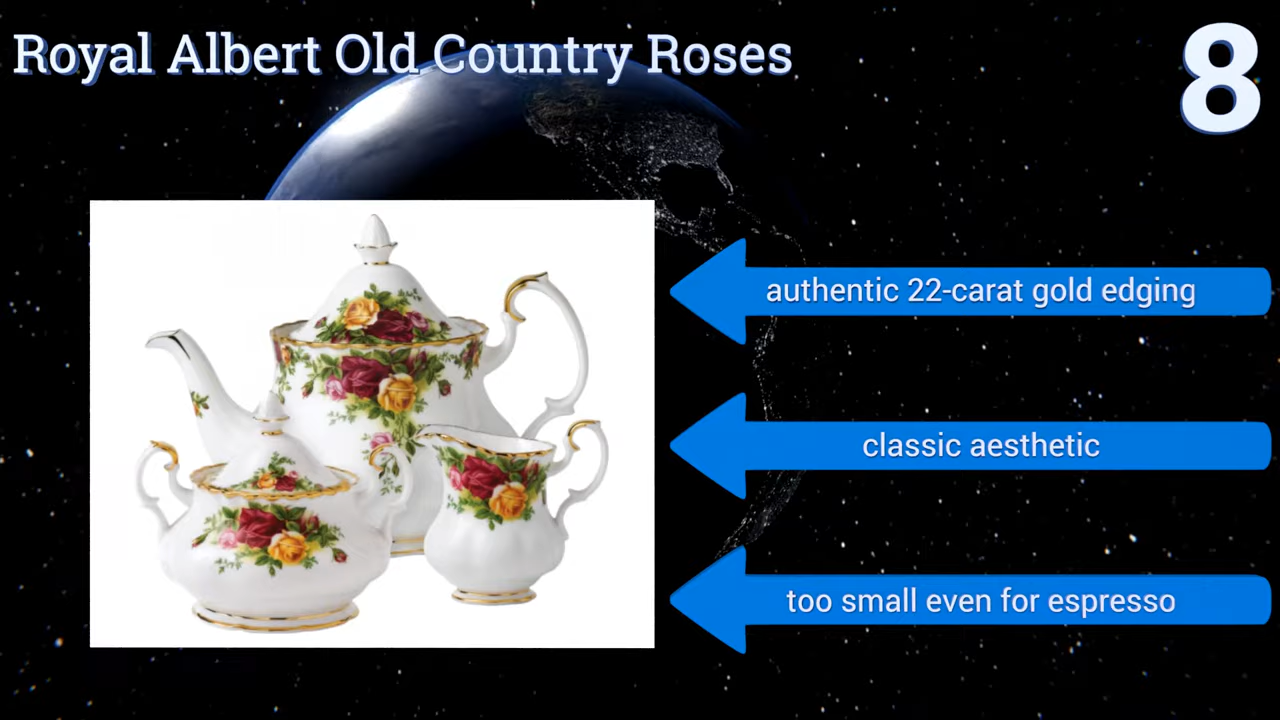 Royal Albert Old Country Roses
8
authentic 22-carat gold edging
classic aesthetic
too small even for espresso